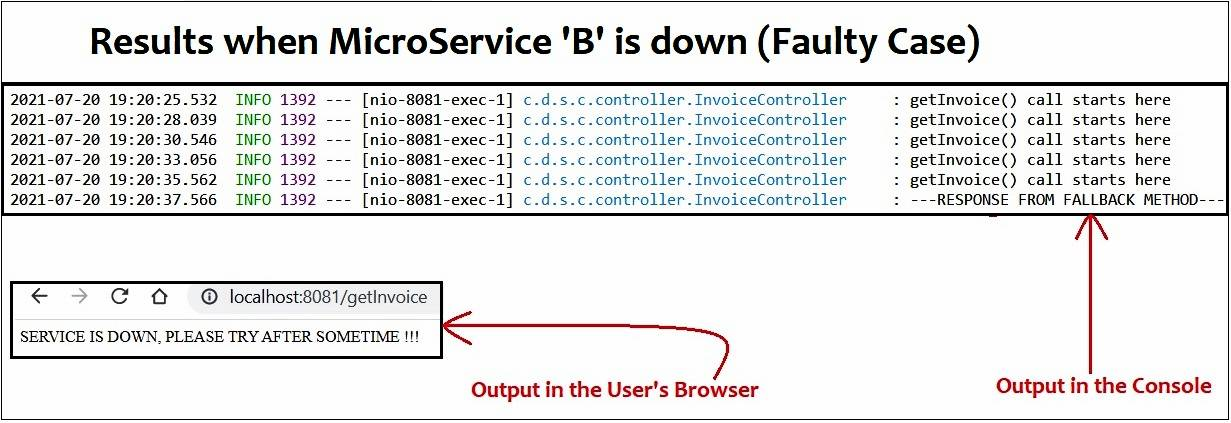 Results when MicroService 'B' is down (Faulty Case)
2021-07-20 19:20:25.532  INFO 1392 --- [nio-8081-exec-1] c.d.s.c.controller.InvoiceController     : getInvoice() call starts here
2021-07-20 19:20:28.039  INFO 1392 --- [nio-8081-exec-1] c.d.s.c.controller.InvoiceController     : getInvoice() call starts here
2021-07-20 19:20:30.546  INFO 1392 --- [nio-8081-exec-1] c.d.s.c.controller.InvoiceController     : getInvoice() call starts here
2021-07-20 19:20:33.056  INFO 1392 --- [nio-8081-exec-1] c.d.s.c.controller.InvoiceController     : getInvoice() call starts here
2021-07-20 19:20:35.562  INFO 1392 --- [nio-8081-exec-1] c.d.s.c.controller.InvoiceController     : getInvoice() call starts here
2021-07-20 19:20:37.566  INFO 1392 --- [nio-8081-exec-1] c.d.s.c.controller.InvoiceController     : ---RESPONSE FROM FALLBACK METHOD---
localhost:8081/getInvoice
SERVICE IS DOWN, PLEASE TRY AFTER SOMETIME !!!
Output in the User's Browser
Output in the Console